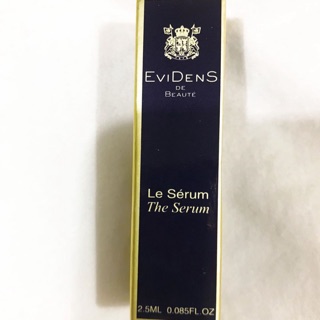 EviDenS
DE
BEAUTÉ
Le Sérum
The Serum
2.5ML 0.085FL.OZ